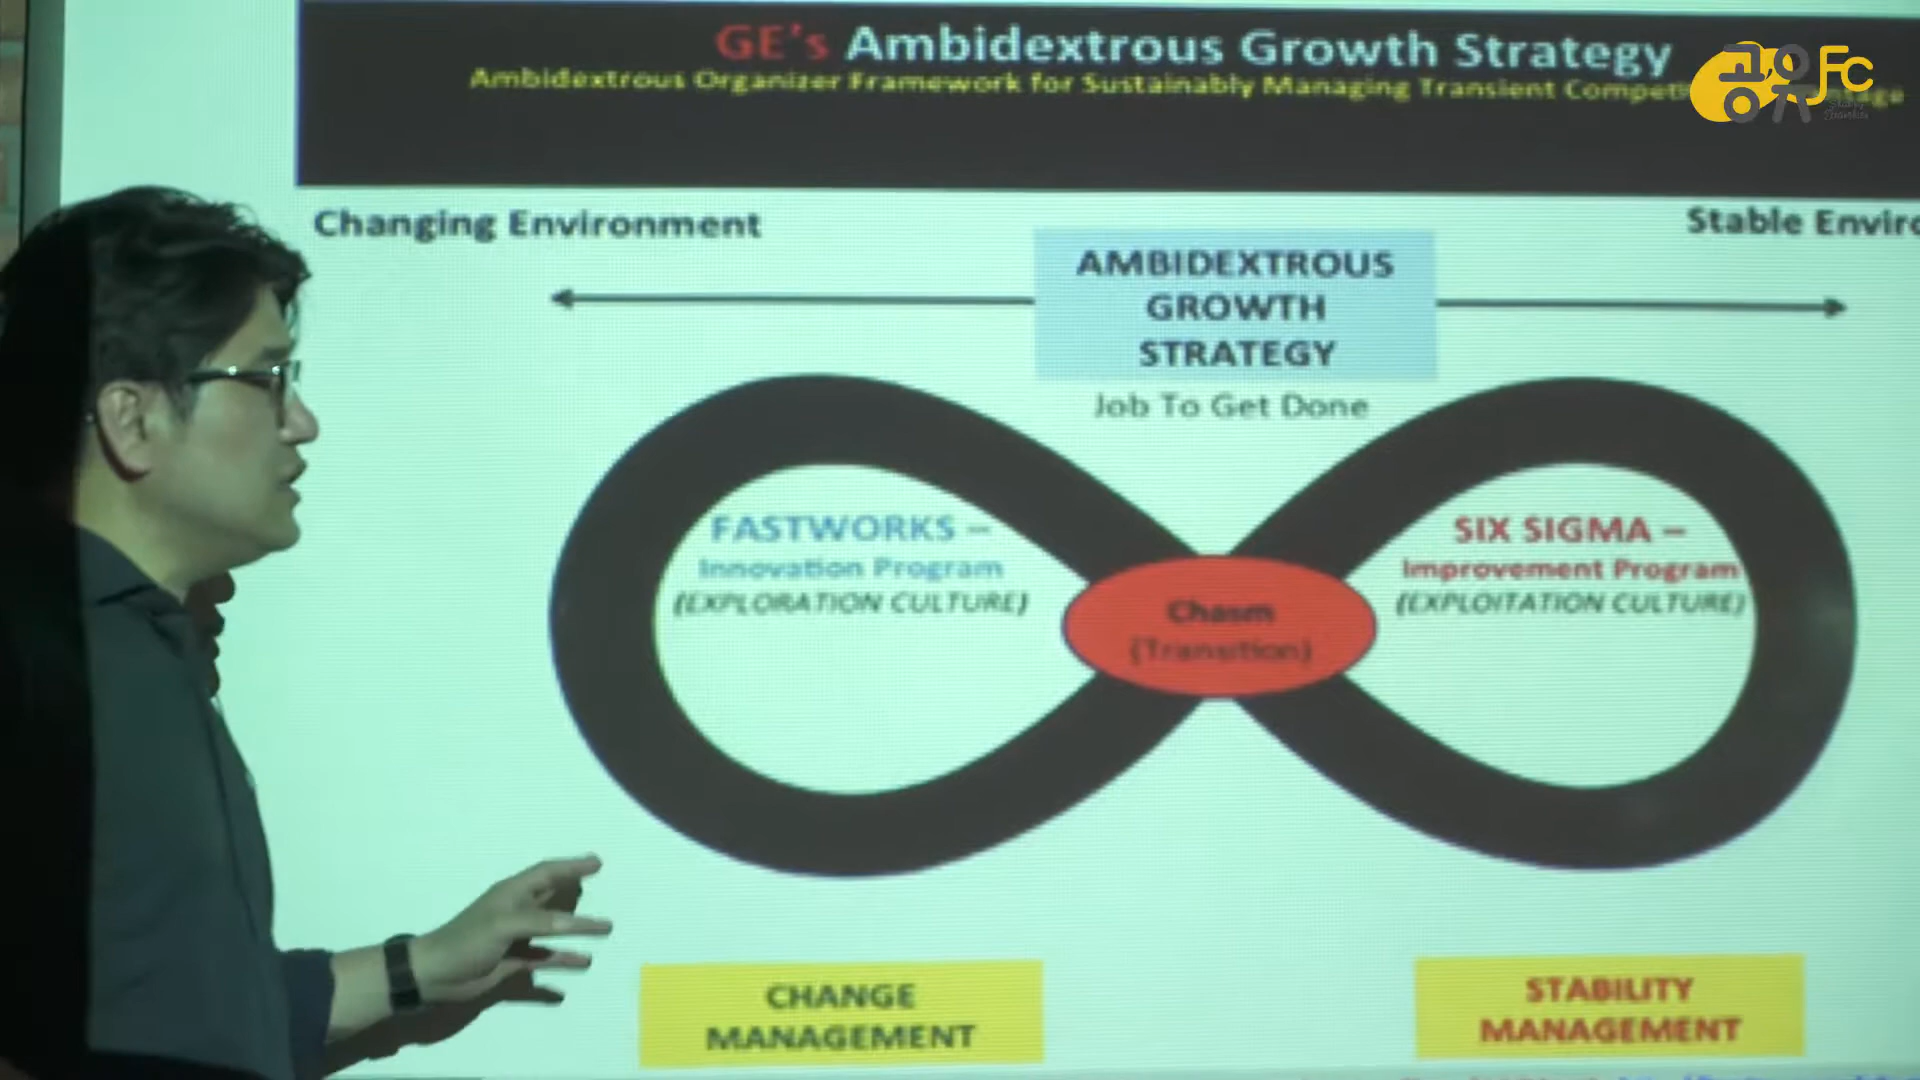 GE's Ambidextrous Growth Strategy
Ambidextrous Organizer Framework for Sustainably Managing Transient
FC
Changing Environment
Stable Enviro
AMBIDEXTROUS
GROWTH
STRATEGY
Job To Get Done
FASTWORKS –
Innovation Program
(EXPLORATION CULTURE)
SIX SIGMA –
Improvement Program
(EXPLOITATION CULTURE)
Chasm
(Transition)
CHANGE
MANAGEMENT
STABILITY
MANAGEMENT